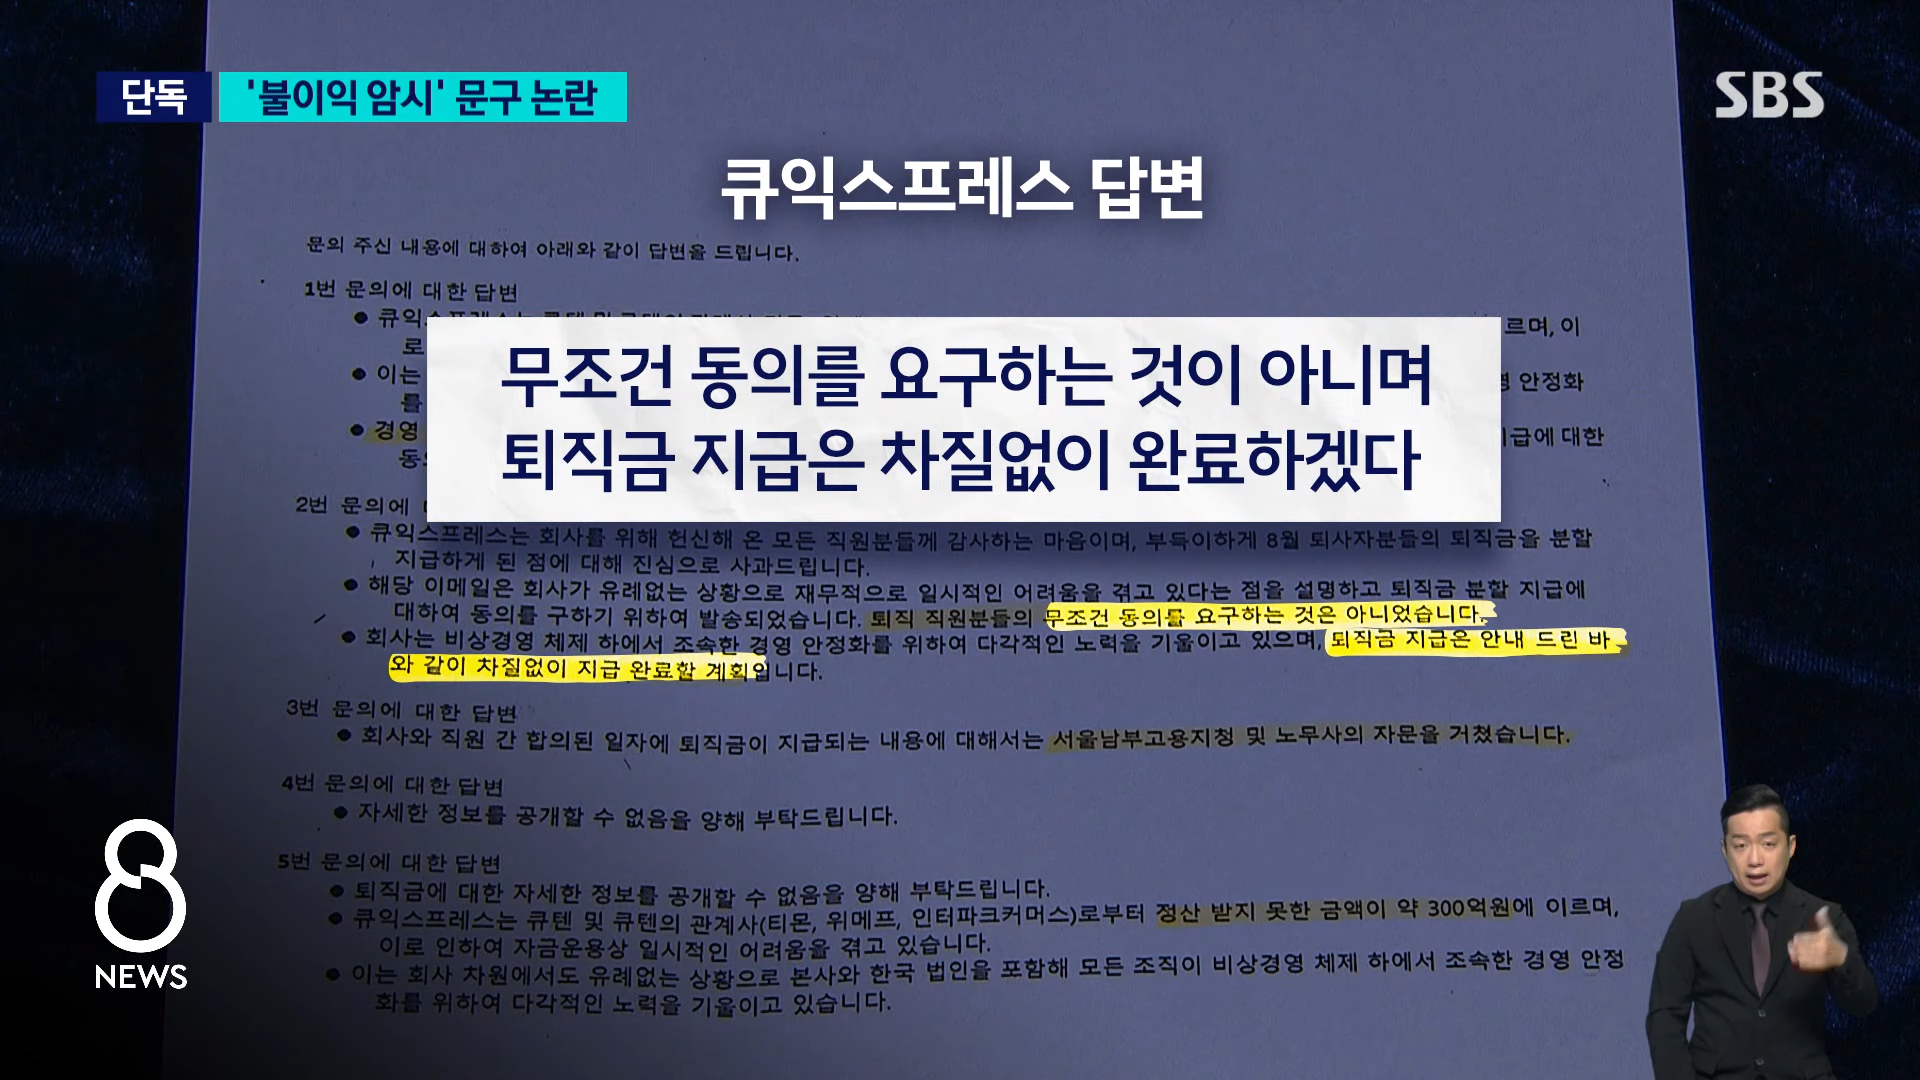 단독 '불이익 암시' 문구 논란
SBS
큐익스프레스 답변
문의 주신 내용에 대하여 아래와 같이 답변을 드립니다.
1번 문의에 대한 답변
르며, 이
로
무조건 동의를 요구하는 것이 아니며
퇴직금 지급은 차질없이 완료하겠다
● 이는
안정화
를
● 경영
지급에 대한
2번 문의에
● 큐익스프레스는 회사를 위해 헌신해 온 모든 직원분들께 감사하는 마음이며, 부득이하게 8월 퇴사자분들의 퇴직금을 분할
지급하게 된 점에 대해 진심으로 사과드립니다.
● 해당 이메일은 회사가 유례없는 상황으로 재무적으로 일시적인 어려움을 겪고 있다는 점을 설명하고 퇴직금 분할 지급에
대하여 동의를 구하기 위하여 발송되었습니다. 퇴직 직원분들의 무조건 동의를 요구하는 것은 아니었습니다.
● 회사는 비상경영 체제 하에서 조속한 경영 안정화를 위하여 다각적인 노력을 기울이고 있으며, 퇴직금 지급은 안내 드린 바
와 같이 차질없이 지급 완료할 계획입니다.
3번 문의에 대한 답변
● 회사와 직원 간 합의된 일자에 퇴직금이 지급되는 내용에 대해서는 서울남부고용지청 및 노무사의 자문을 거쳤습니다.
4번 문의에 대한 답변
● 자세한 정보를 공개할 수 없음을 양해 부탁드립니다.
5번 문의에 대한 답변
● 퇴직금에 대한 자세한 정보를 공개할 수 없음을 양해 부탁드립니다.
● 큐익스프레스는 큐텐 및 큐텐의 관계사(티몬, 위메프, 인터파크커머스)로부터 정산 받지 못한 금액이 약 300억원에 이르며,
이로 인하여 자금운용상 일시적인 어려움을 겪고 있습니다.
● 이는 회사 차원에서도 유례없는 상황으로 본사와 한국 법인을 포함해 모든 조직이 비상경영 체제 하에서 조속한 경영 안정
화를 위하여 다각적인 노력을 기울이고 있습니다.
8 NEWS